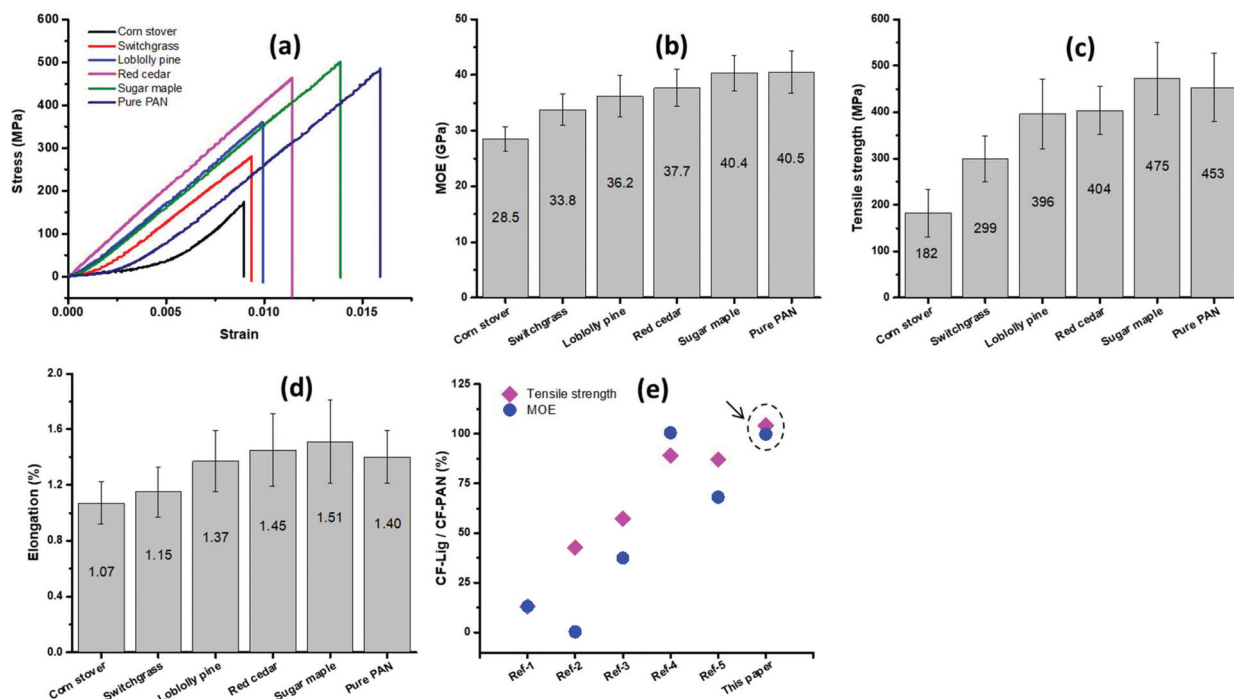 (a)
Corn stover
Switchgrass
Loblolly pine
Red cedar
Sugar maple
Pure PAN
Stress (MPa)
600
500
400
300
200
100
0
0.000 0.005 0.010 0.015
Strain
(b)
MOE (GPa)
50
40
30
20
10
0
28.5 33.8 36.2 37.7 40.4 40.5
Corn stover Switchgrass Loblolly pine Red cedar Sugar maple Pure PAN
(c)
Tensile strength (MPa)
600
500
400
300
200
100
0
182 299 396 404 475 453
Corn stover Switchgrass Loblolly pine Red cedar Sugar maple Pure PAN
(d)
Elongation (%)
2.0
1.6
1.2
0.8
0.4
0.0
1.07 1.15 1.37 1.45 1.51 1.40
Corn stover Switchgrass Loblolly pine Red cedar Sugar maple Pure PAN
(e)
Tensile strength
MOE
CF-Lig / CF-PAN (%)
125
100
75
50
25
0
Ref-1 Ref-2 Ref-3 Ref-4 Ref-5 This paper